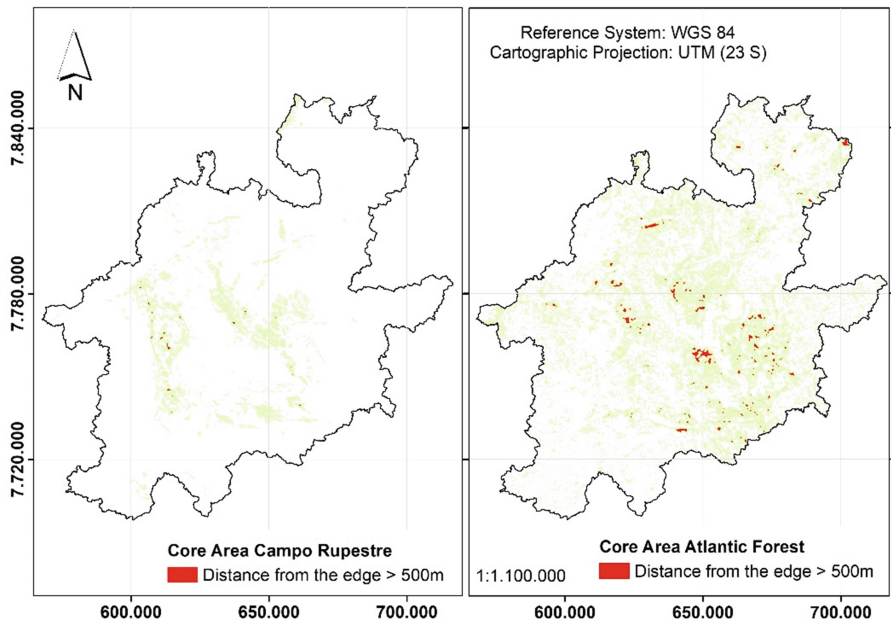 N
Reference System: WGS 84
Cartographic Projection: UTM (23 S)
7.840.000
7.780.000
7.720.000
Core Area Campo Rupestre
Distance from the edge > 500m
Core Area Atlantic Forest
1:1.100.000
Distance from the edge > 500m
600.000 650.000 700.000
600.000 650.000 700.000